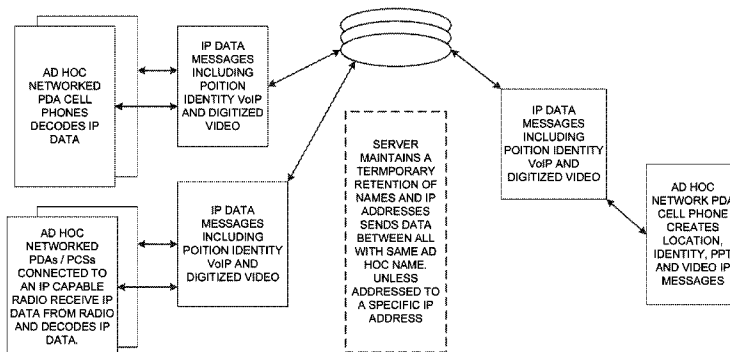 AD HOC
NETWORKED
PDA CELL
PHONES
DECODES IP
DATA
IP DATA
MESSAGES
INCLUDING
POITION
IDENTITY VoIP
AND DIGITIZED
VIDEO
AD HOC
NETWORKED
PDAs / PCSs
CONNECTED TO
AN IP CAPABLE
RADIO RECEIVE IP
DATA FROM RADIO
AND DECODES IP
DATA.
IP DATA
MESSAGES
INCLUDING
POITION IDENTITY
VoIP AND
DIGITIZED VIDEO
SERVER
MAINTAINS A
TERMPORARY
RETENTION OF
NAMES AND IP
ADDRESSES
SENDS DATA
BETWEEN ALL
WITH SAME AD
HOC NAME.
UNLESS
ADDRESSED TO
A SPECIFIC IP
ADDRESS
IP DATA
MESSAGES
INCLUDING
POITION IDENTITY
VoIP AND
DIGITIZED VIDEO
AD HOC
NETWORK PDA
CELL PHONE
CREATES
LOCATION,
IDENTITY, PPT
AND VIDEO IP
MESSAGES